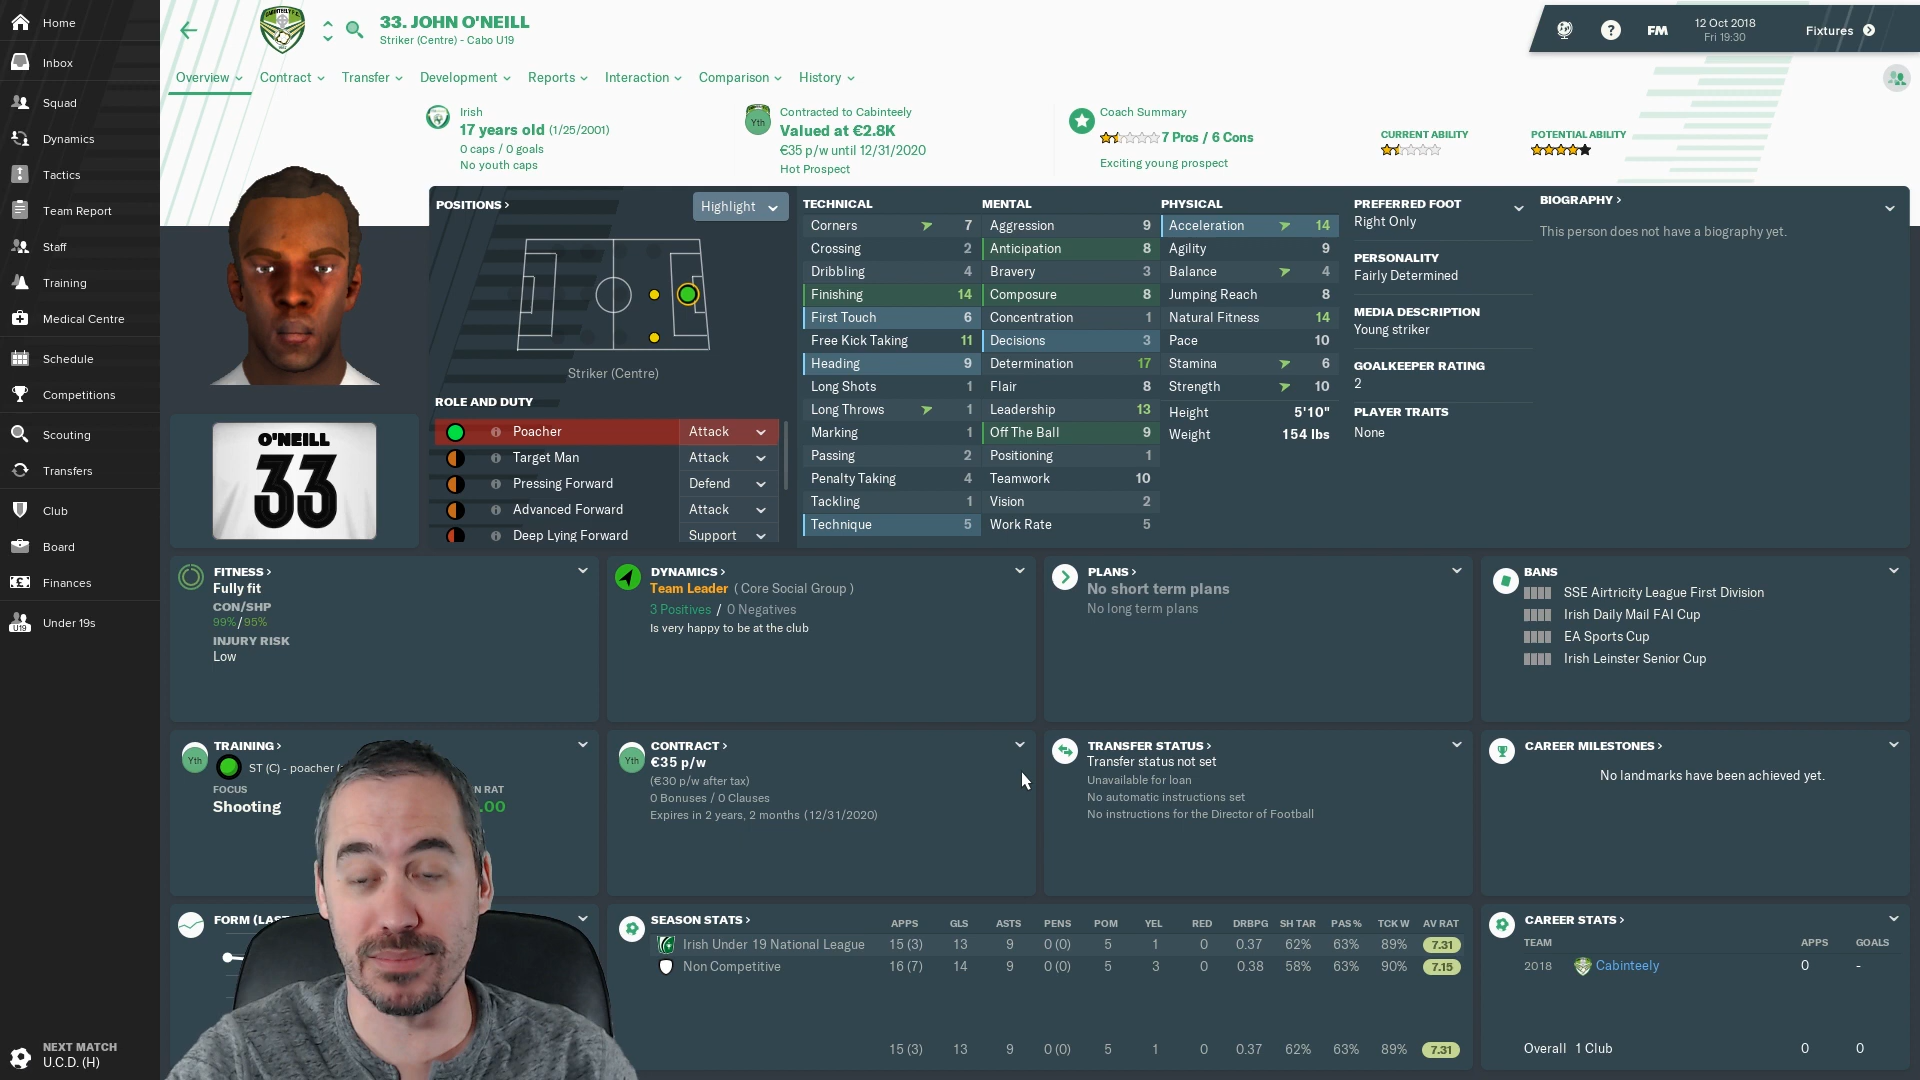 Home
Inbox
Squad
Dynamics
Tactics
Team Report
Staff
Training
Medical Centre
Schedule
Competitions
Scouting
Transfers
Club
Board
Finances
U19 Under 19s
NEXT MATCH
U.C.D. (H)
33. JOHN O'NEILL
Striker (Centre) - Cabo U19
FM
12 Oct 2018
Fri 19:30
Fixtures
Overview Contract Transfer Development Reports Interaction Comparison History
Irish
17 years old (1/25/2001)
0 caps / 0 goals
No youth caps
Yth
Contracted to Cabinteely
Valued at €2.8K
€35 p/w until 12/31/2020
Hot Prospect
Coach Summary
7 Pros / 6 Cons
Exciting young prospect
CURRENT ABILITY
POTENTIAL ABILITY
O'NEILL
33
POSITIONS >
Highlight
Striker (Centre)
ROLE AND DUTY
Poacher Attack
Target Man Attack
Pressing Forward Defend
Advanced Forward Attack
Deep Lying Forward Support
TECHNICAL
Corners 7
Crossing 2
Dribbling 4
Finishing 14
First Touch 6
Free Kick Taking 11
Heading 9
Long Shots 1
Long Throws 1
Marking 1
Passing 2
Penalty Taking 4
Tackling 1
Technique 5
MENTAL
Aggression 9
Anticipation 8
Bravery 3
Composure 8
Concentration 1
Decisions 3
Determination 17
Flair 8
Leadership 13
Off The Ball 9
Positioning 1
Teamwork 10
Vision 2
Work Rate 5
PHYSICAL
Acceleration 14
Agility 9
Balance 4
Jumping Reach 8
Natural Fitness 14
Pace 10
Stamina 6
Strength 10
Height 5'10"
Weight 154 lbs
PREFERRED FOOT
Right Only
PERSONALITY
Fairly Determined
MEDIA DESCRIPTION
Young striker
GOALKEEPER RATING
2
PLAYER TRAITS
None
BIOGRAPHY >
This person does not have a biography yet.
FITNESS >
Fully fit
CON/SHP
99% / 95%
INJURY RISK
Low
DYNAMICS >
Team Leader ( Core Social Group )
3 Positives / 0 Negatives
Is very happy to be at the club
PLANS >
No short term plans
No long term plans
BANS
SSE Airtricity League First Division
Irish Daily Mail FAI Cup
EA Sports Cup
Irish Leinster Senior Cup
Yth
TRAINING >
ST (C) - poacher (
FOCUS
Shooting
N RAT
.00
Yth
CONTRACT >
€35 p/w
(€30 p/w after tax)
0 Bonuses / 0 Clauses
Expires in 2 years, 2 months (12/31/2020)
TRANSFER STATUS >
Transfer status not set
Unavailable for loan
No automatic instructions set
No instructions for the Director of Football
CAREER MILESTONES >
No landmarks have been achieved yet.
FORM (LAS
SEASON STATS > APPS GLS ASTS PENS POM YEL RED DRBPG SH TAR PAS % TCK W AV RAT
Irish Under 19 National League 15 (3) 13 9 0 (0) 5 1 0 0.37 62% 63% 89% 7.31
Non Competitive 16 (7) 14 9 0 (0) 5 3 0 0.38 58% 63% 90% 7.15
15 (3) 13 9 0 (0) 5 1 0 0.37 62% 63% 89% 7.31
CAREER STATS >
TEAM APPS GOALS
2018 Cabinteely 0 -
Overall 1 Club 0 0